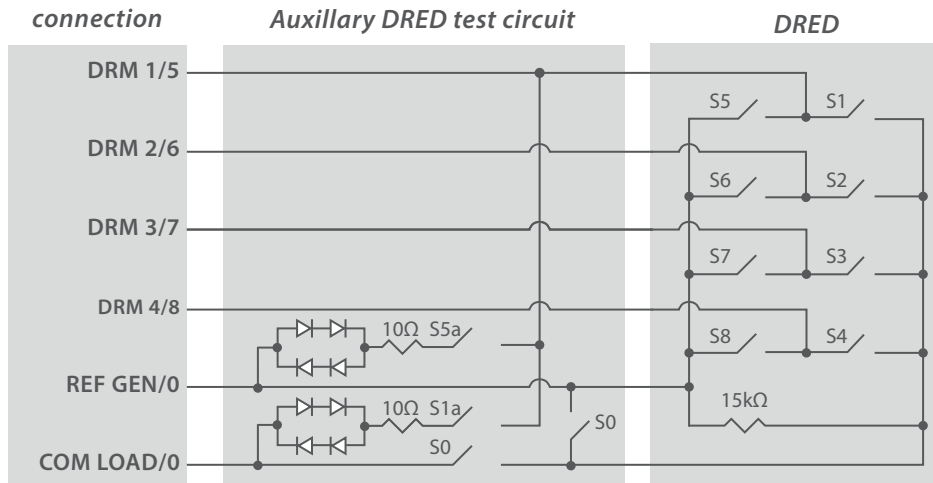 connection
Auxillary DRED test circuit
DRED
DRM 1/5
S5
S1
DRM 2/6
S6
S2
DRM 3/7
S7
S3
DRM 4/8
10Ω
S5a
S8
S4
REF GEN/0
15kΩ
10Ω
S1a
S0
S0
COM LOAD/0